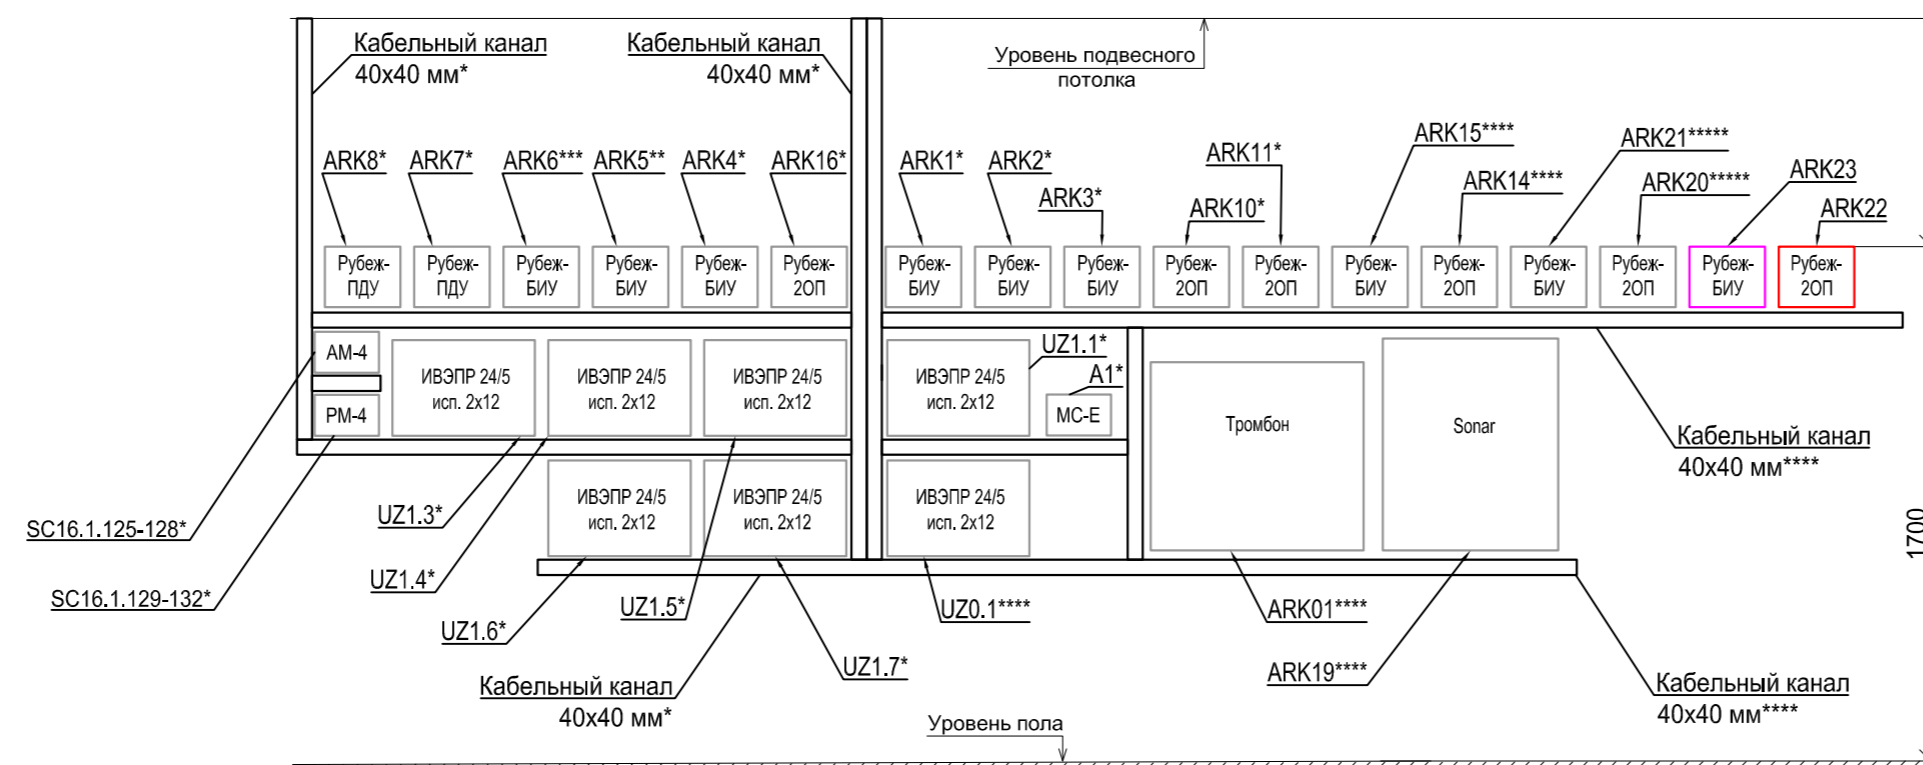 Кабельный канал
40х40 мм*
Кабельный канал
40х40 мм*
Уровень подвесного
потолка
ARK8*
ARK7*
ARK6***
ARK5**
ARK4*
ARK16*
ARK1*
ARK2*
ARK3*
ARK10*
ARK11*
ARK15****
ARK14****
ARK21*****
ARK20*****
ARK23
ARK22
Рубеж-
ПДУ
Рубеж-
ПДУ
Рубеж-
БИУ
Рубеж-
БИУ
Рубеж-
БИУ
Рубеж-
2ОП
Рубеж-
БИУ
Рубеж-
БИУ
Рубеж-
БИУ
Рубеж-
2ОП
Рубеж-
2ОП
Рубеж-
БИУ
Рубеж-
2ОП
Рубеж-
БИУ
Рубеж-
2ОП
Рубеж-
БИУ
Рубеж-
2ОП
АМ-4
РМ-4
ИВЭПР 24/5
исп. 2х12
ИВЭПР 24/5
исп. 2х12
ИВЭПР 24/5
исп. 2х12
ИВЭПР 24/5
исп. 2х12
UZ1.1*
A1*
МС-Е
Тромбон
Sonar
Кабельный канал
40х40 мм****
ИВЭПР 24/5
исп. 2х12
ИВЭПР 24/5
исп. 2х12
ИВЭПР 24/5
исп. 2х12
SC16.1.125-128*
SC16.1.129-132*
UZ1.3*
UZ1.4*
UZ1.5*
UZ1.6*
UZ1.7*
UZ0.1****
ARK01****
ARK19****
1700
Кабельный канал
40х40 мм*
Кабельный канал
40х40 мм****
Уровень пола